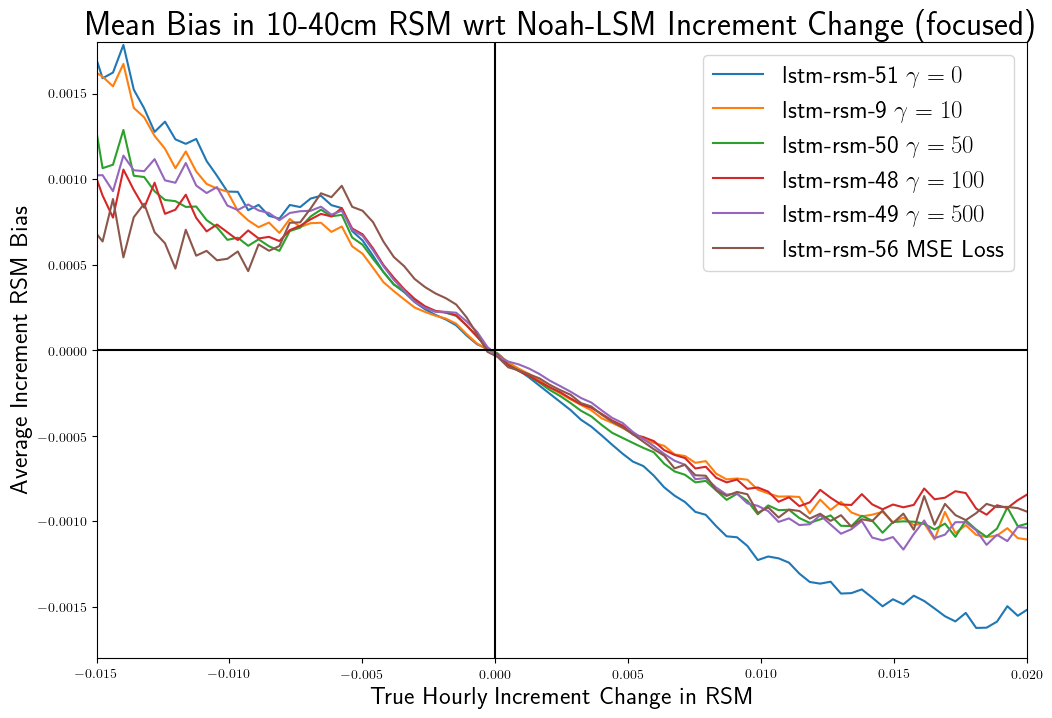 Mean Bias in 10-40cm RSM wrt Noah-LSM Increment Change (focused)
lstm-rsm-51 γ = 0
lstm-rsm-9 γ = 10
lstm-rsm-50 γ = 50
lstm-rsm-48 γ = 100
lstm-rsm-49 γ = 500
lstm-rsm-56 MSE Loss
Average Increment RSM Bias
0.0015
0.0010
0.0005
0.0000
−0.0005
−0.0010
−0.0015
−0.015
−0.010
−0.005
0.000
0.005
0.010
0.015
0.020
True Hourly Increment Change in RSM